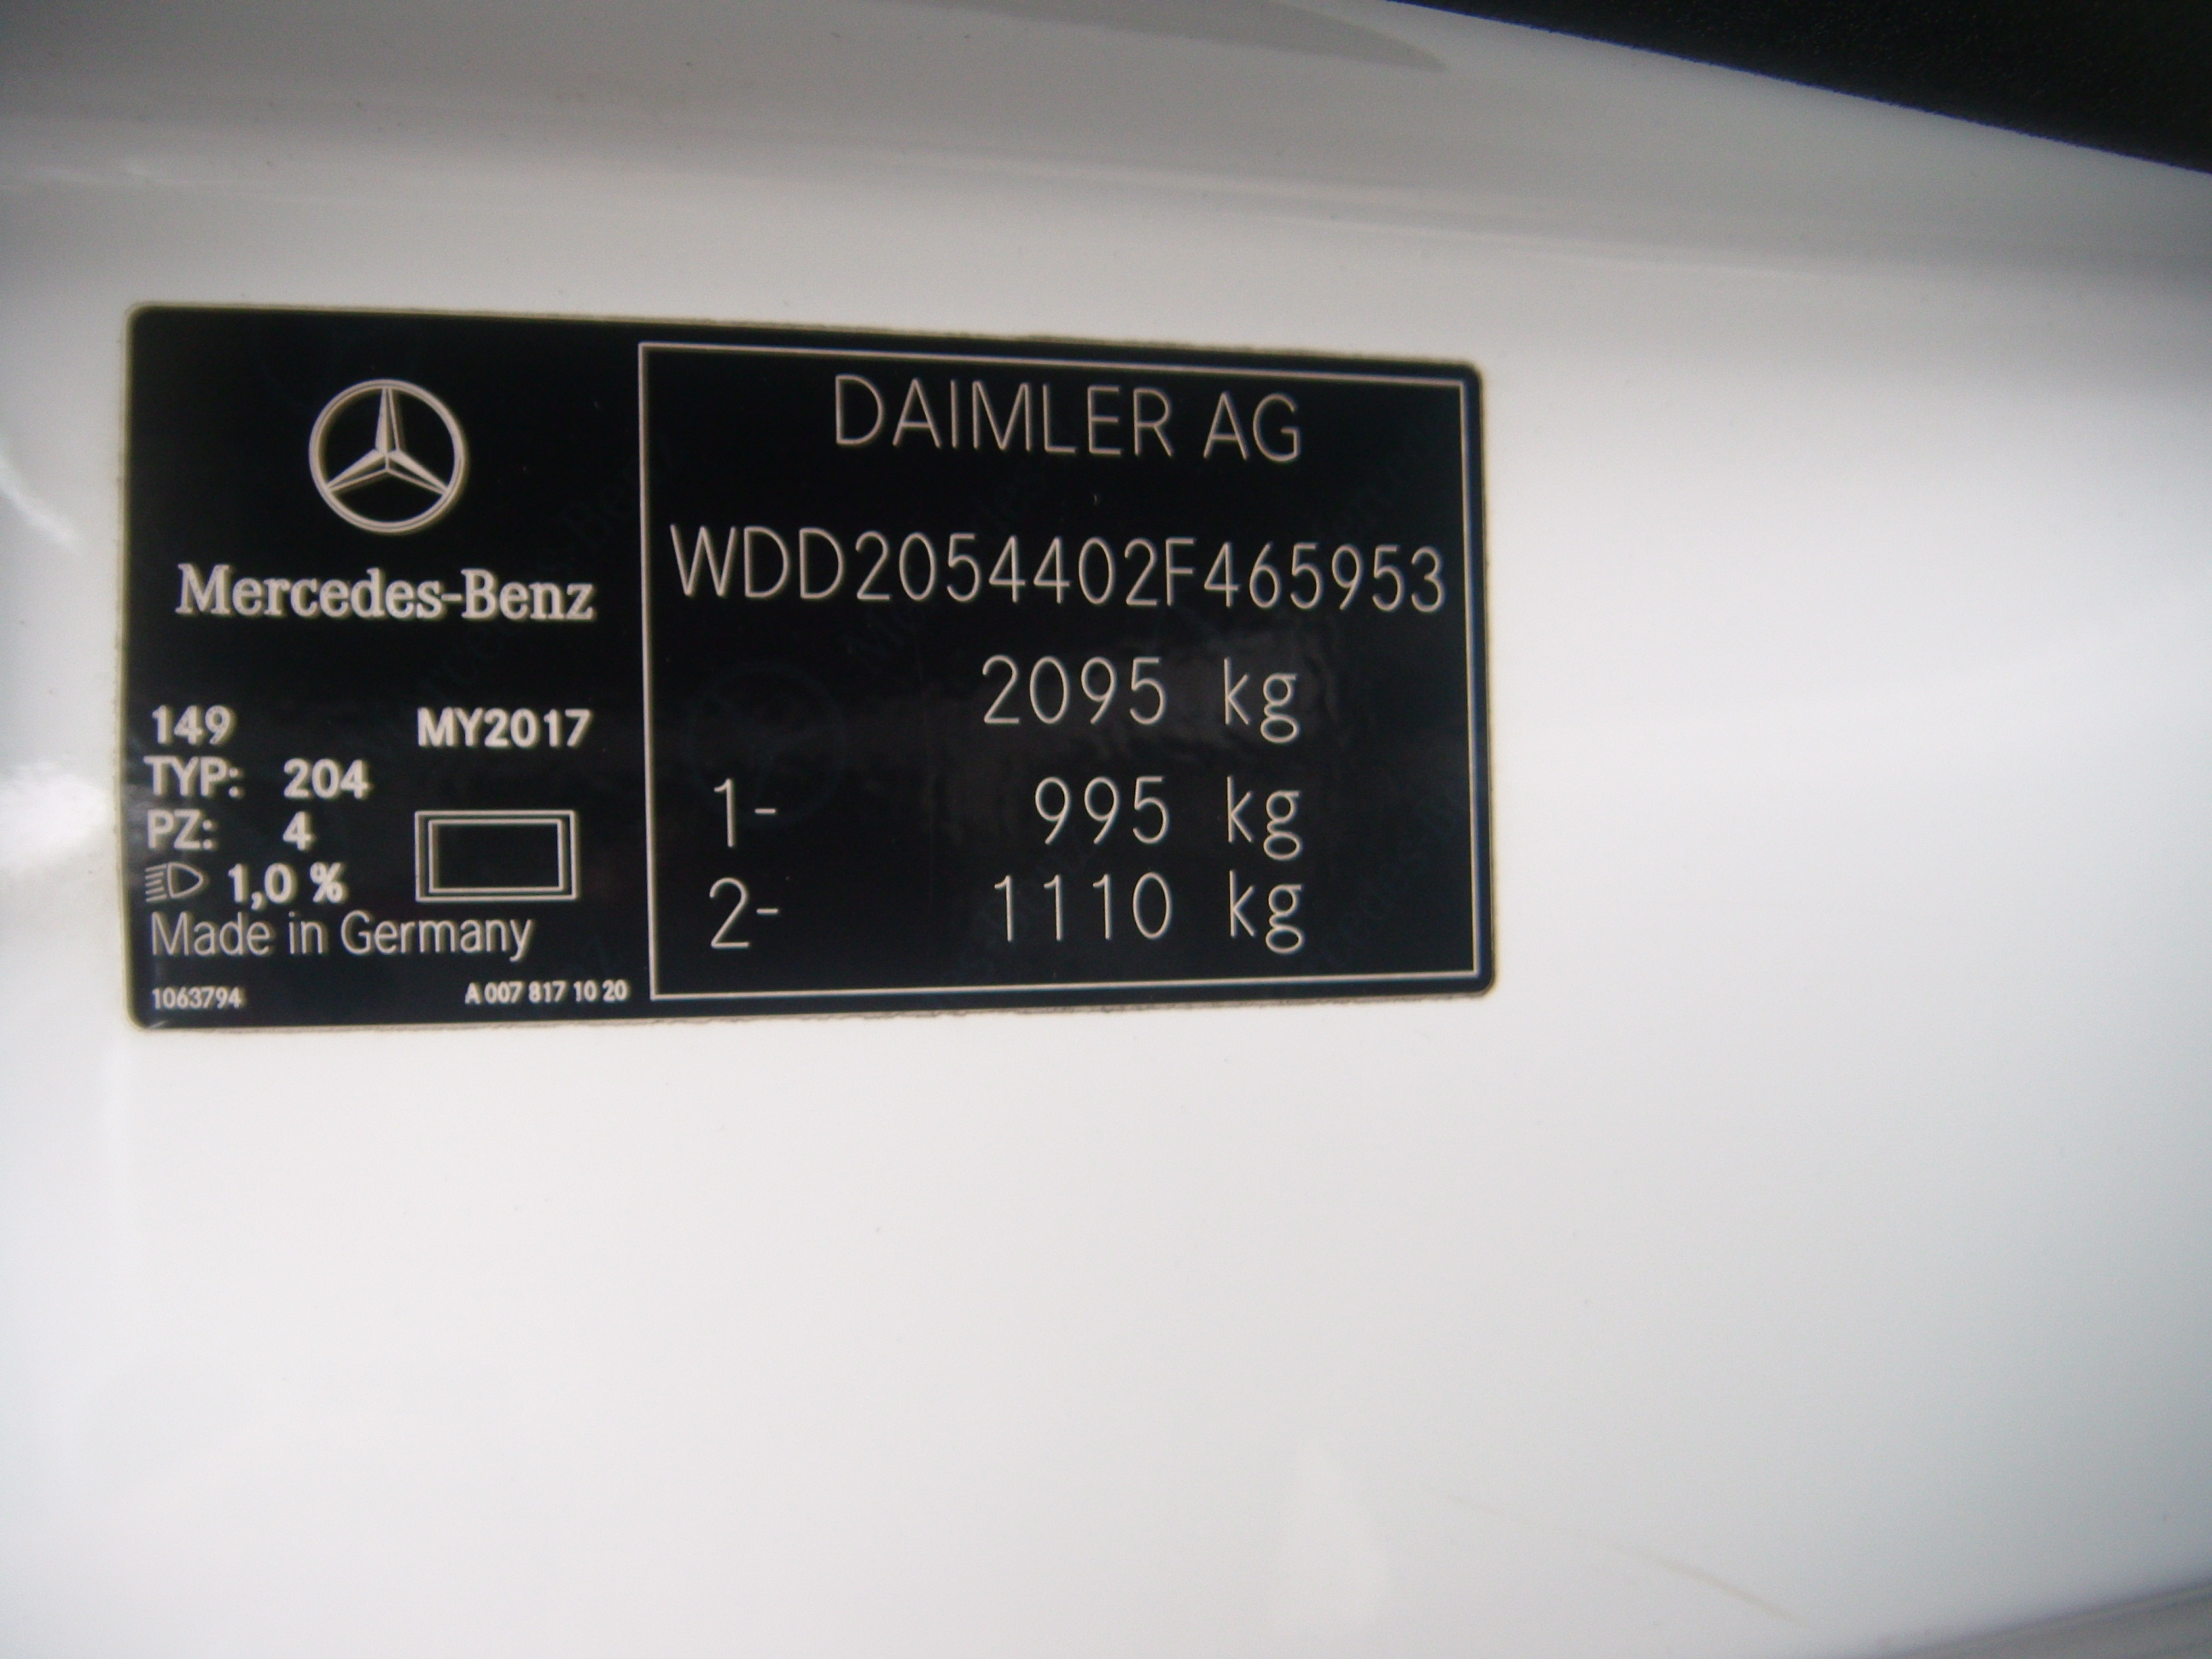 Mercedes-Benz
149 MY2017
TYP: 204
PZ: 4
1,0 %
Made in Germany
1063794 A 007 817 10 20
DAIMLER AG
WDD2054402F465953
2095 kg
1- 995 kg
2- 1110 kg